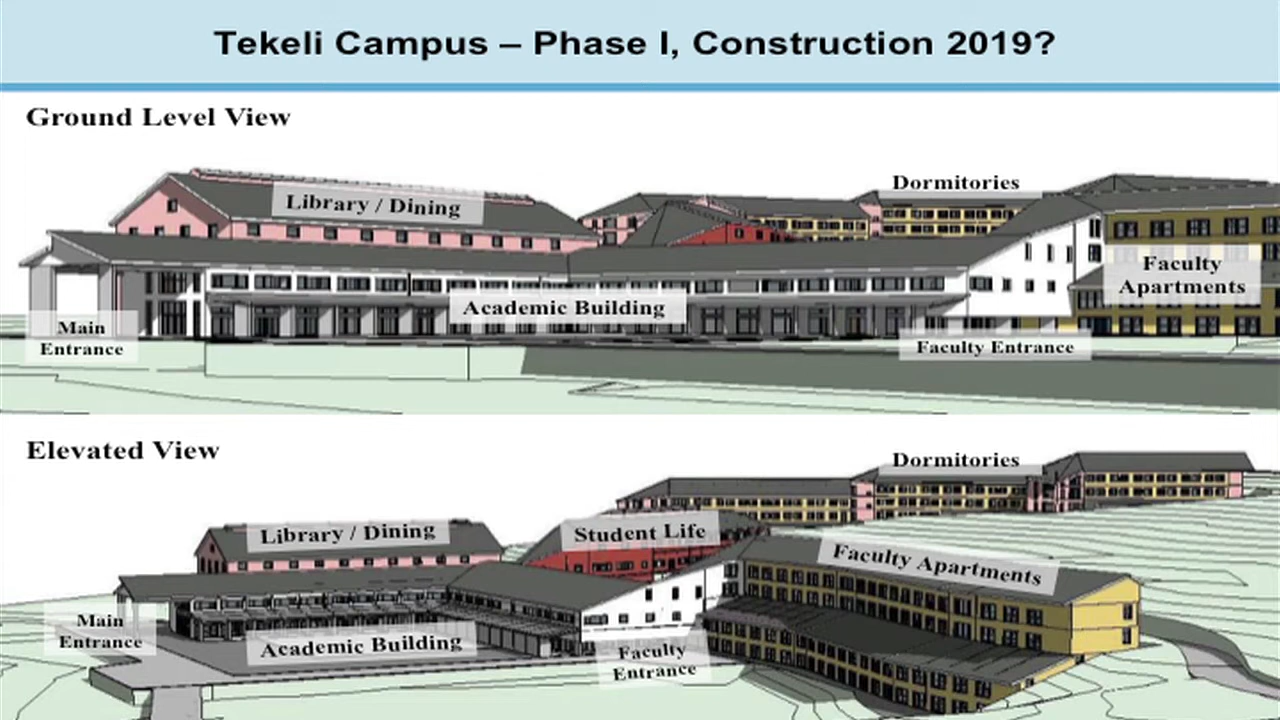 Tekeli Campus – Phase I, Construction 2019?
Ground Level View
Library / Dining
Dormitories
Faculty
Apartments
Academic Building
Main
Entrance
Faculty Entrance
Elevated View
Dormitories
Library / Dining
Student Life
Faculty Apartments
Main
Entrance
Academic Building
Faculty
Entrance